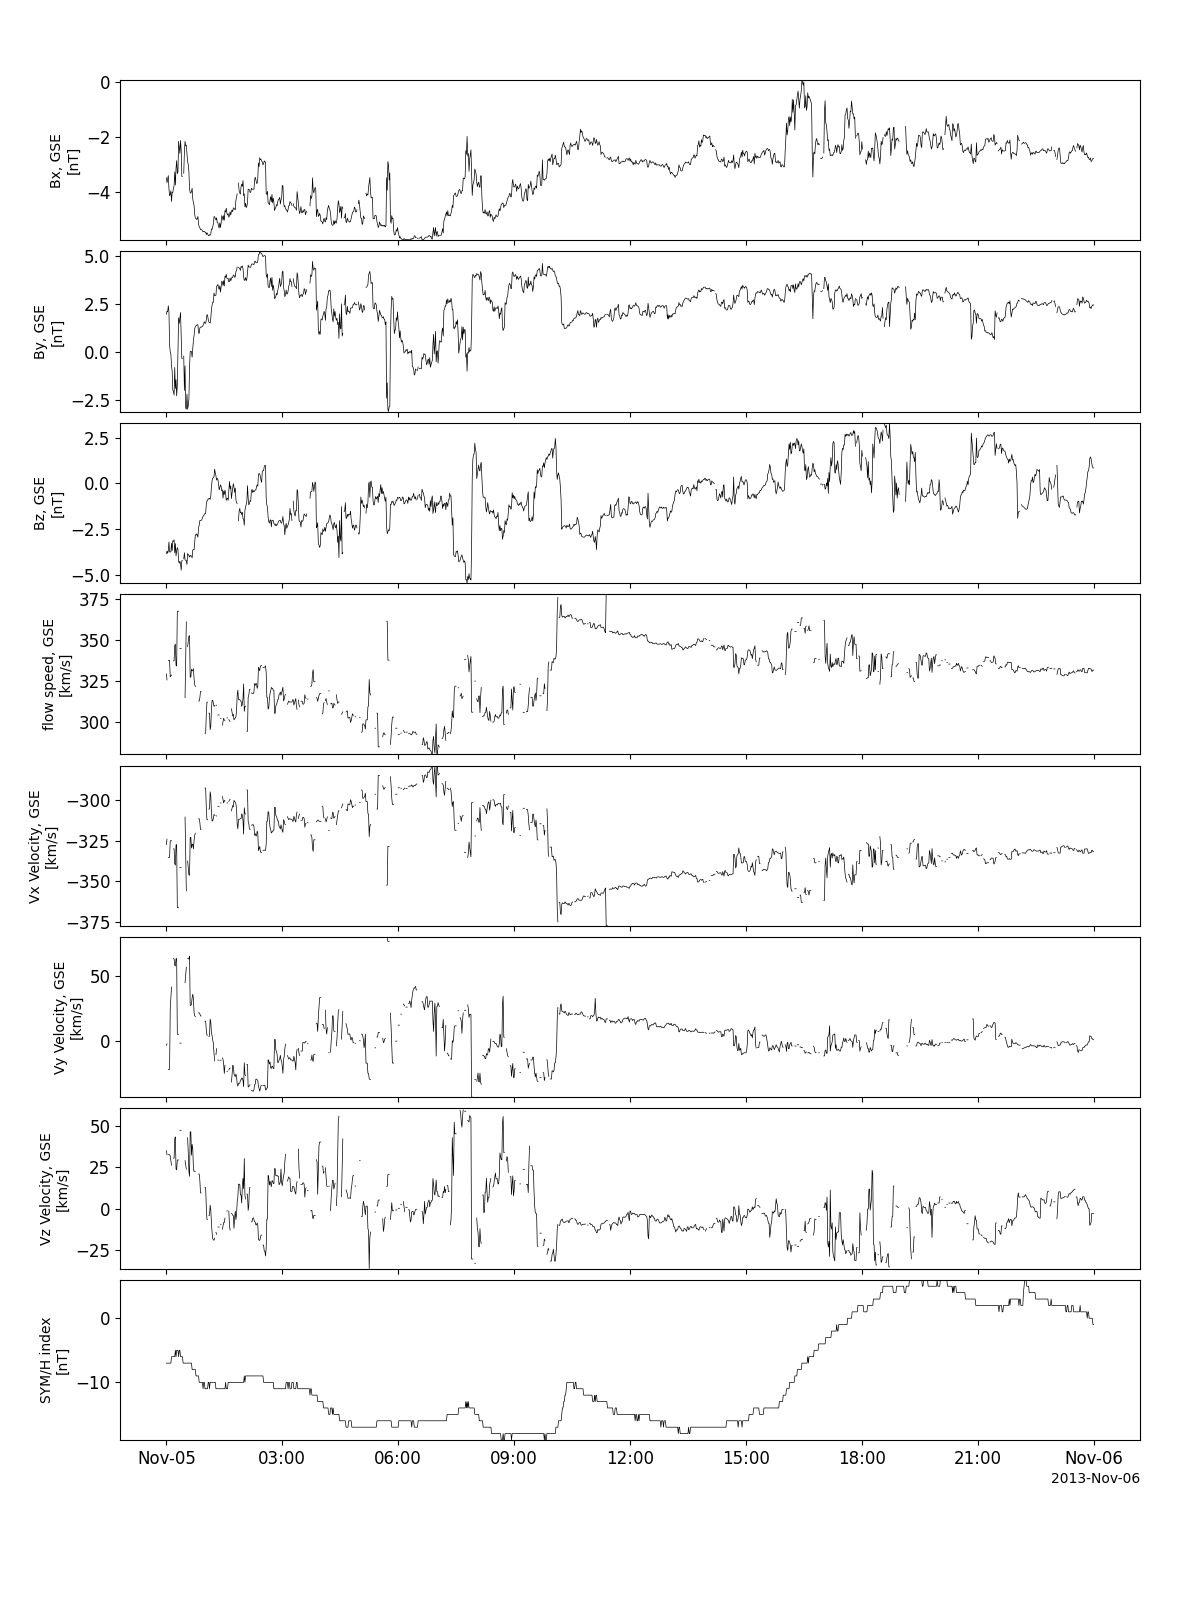 0
−2
−4
Bx, GSE
[nT]
5.0
2.5
0.0
−2.5
By, GSE
[nT]
2.5
0.0
−2.5
−5.0
Bz, GSE
[nT]
375
350
325
300
flow speed, GSE
[km/s]
−300
−325
−350
−375
Vx Velocity, GSE
[km/s]
50
0
Vy Velocity, GSE
[km/s]
50
25
0
−25
Vz Velocity, GSE
[km/s]
0
−10
SYM/H index
[nT]
Nov-05 03:00 06:00 09:00 12:00 15:00 18:00 21:00 Nov-06
2013-Nov-06